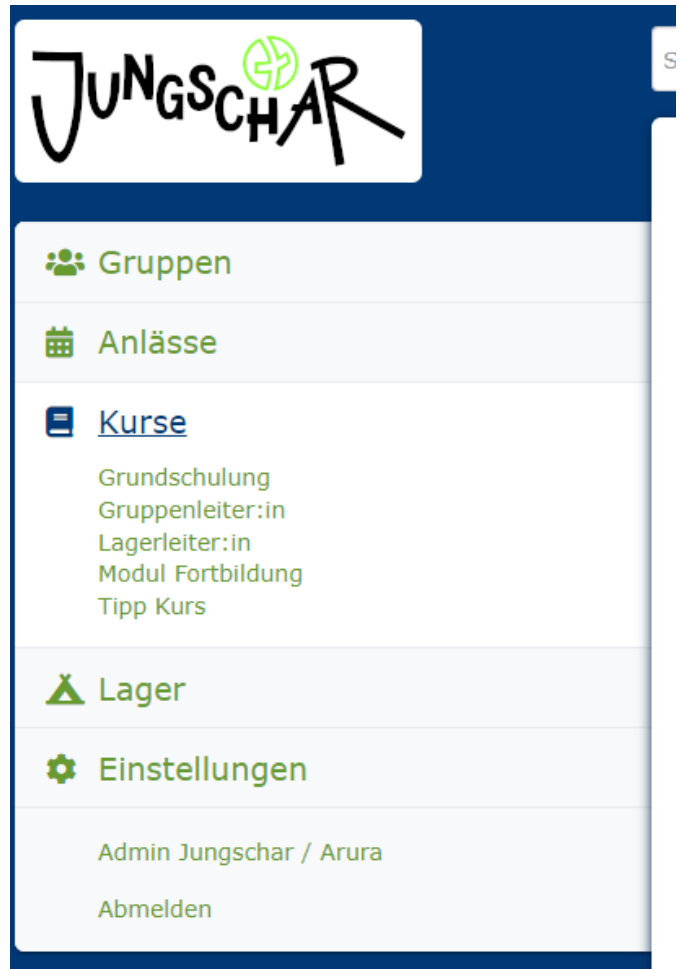 JUNGSCHAR
Gruppen
Anlässe
Kurse
Grundschulung
Gruppenleiter:in
Lagerleiter:in
Modul Fortbildung
Tipp Kurs
Lager
Einstellungen
Admin Jungschar / Arura
Abmelden